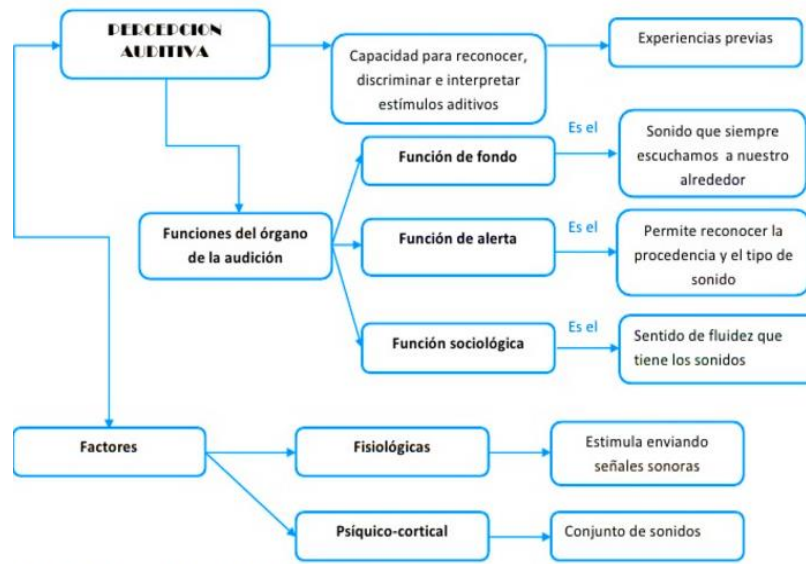 PERCEPCION
AUDITIVA
Capacidad para reconocer,
discriminar e interpretar
estímulos aditivos
Experiencias previas
Funciones del órgano
de la audición
Función de fondo
Es el
Sonido que siempre
escuchamos a nuestro
alrededor
Función de alerta
Es el
Permite reconocer la
procedencia y el tipo de
sonido
Función sociológica
Es el
Sentido de fluidez que
tiene los sonidos
Factores
Fisiológicas
Estimula enviando
señales sonoras
Psíquico-cortical
Conjunto de sonidos